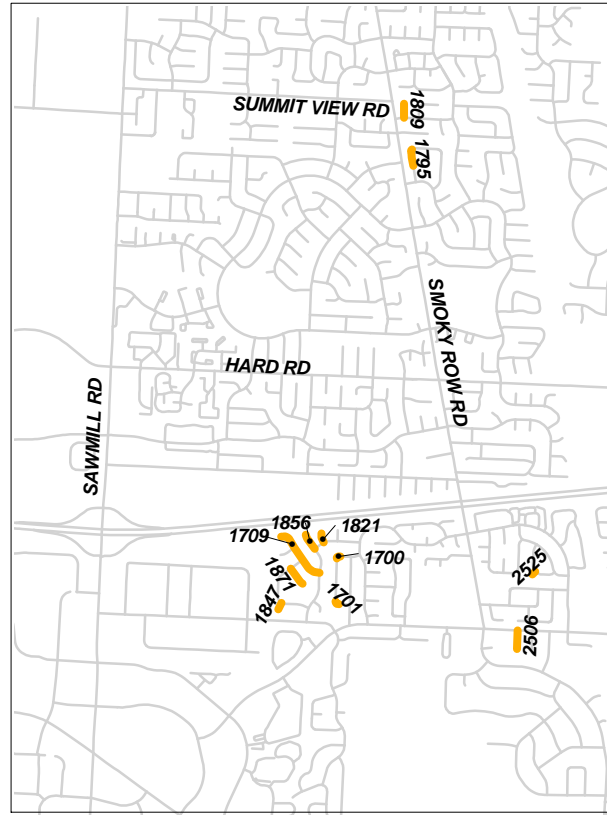 SUMMIT VIEW RD
1809
1795
SMOKY ROW RD
HARD RD
SAWMILL RD
1856
1821
1709
1700
1871
1847
1701
2525
2506